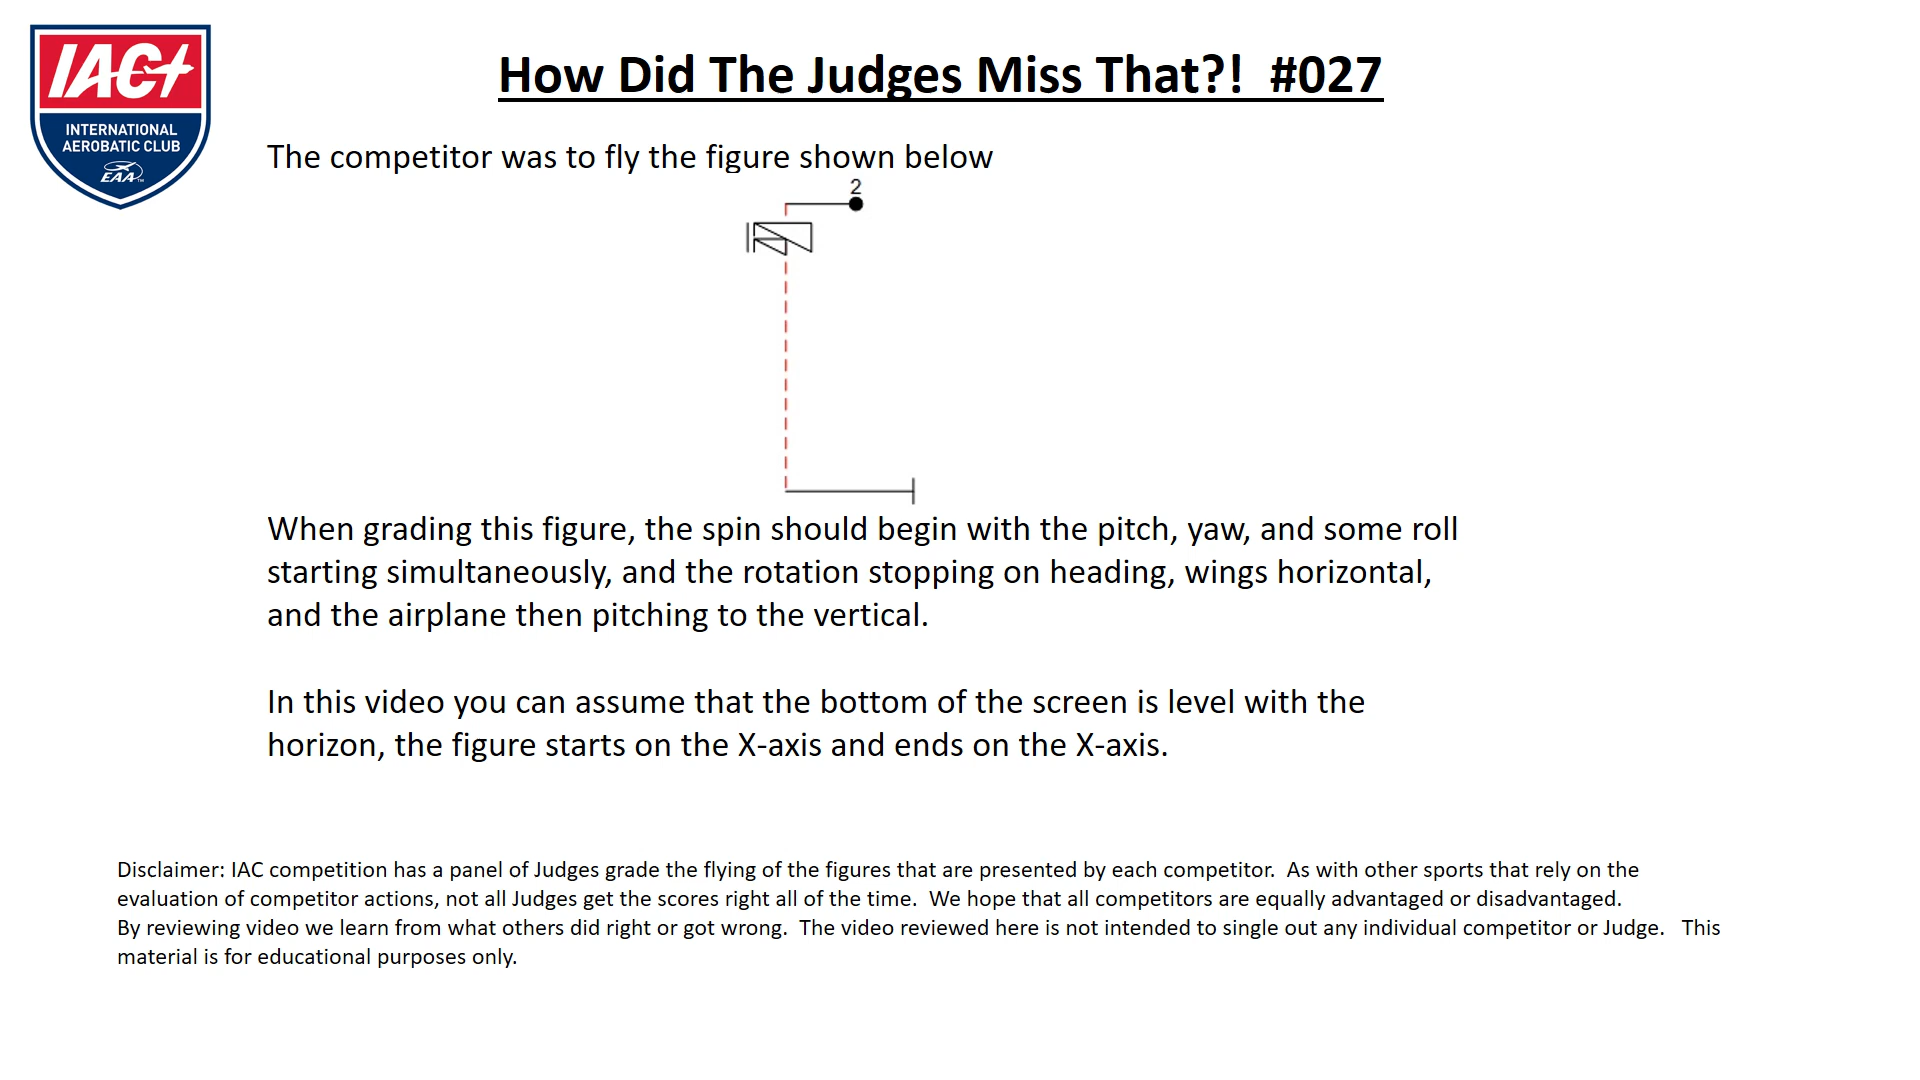 IAC
INTERNATIONAL
AEROBATIC CLUB
EAA™
How Did The Judges Miss That?!  #027
The competitor was to fly the figure shown below
2
When grading this figure, the spin should begin with the pitch, yaw, and some roll
starting simultaneously, and the rotation stopping on heading, wings horizontal,
and the airplane then pitching to the vertical.
In this video you can assume that the bottom of the screen is level with the
horizon, the figure starts on the X-axis and ends on the X-axis.
Disclaimer: IAC competition has a panel of Judges grade the flying of the figures that are presented by each competitor.  As with other sports that rely on the
evaluation of competitor actions, not all Judges get the scores right all of the time.  We hope that all competitors are equally advantaged or disadvantaged.
By reviewing video we learn from what others did right or got wrong.  The video reviewed here is not intended to single out any individual competitor or Judge.   This
material is for educational purposes only.